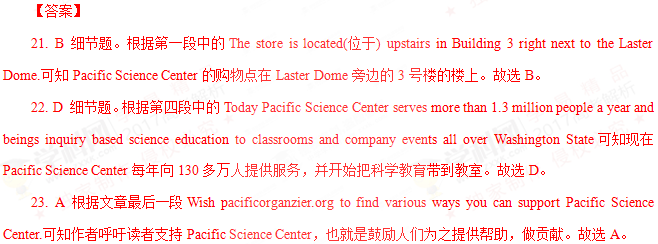 【答案】
21. B 细节题。根据第一段中的 The store is located(位于) upstairs in Building 3 right next to the Laster
Dome.可知 Pacific Science Center 的购物点在 Laster Dome 旁边的 3 号楼的楼上。故选 B。
22. D 细节题。根据第四段中的 Today Pacific Science Center serves more than 1.3 million people a year and
beings inquiry based science education to classrooms and company events all over Washington State 可知现在
Pacific Science Center 每年向 130 多万人提供服务，并开始把科学教育带到教室。故选 D。
23. A 根据文章最后一段 Wish pacificorganzier.org to find various ways you can support Pacific Science
Center.可知作者呼吁读者支持 Pacific Science Center，也就是鼓励人们为之提供帮助，做贡献。故选 A。